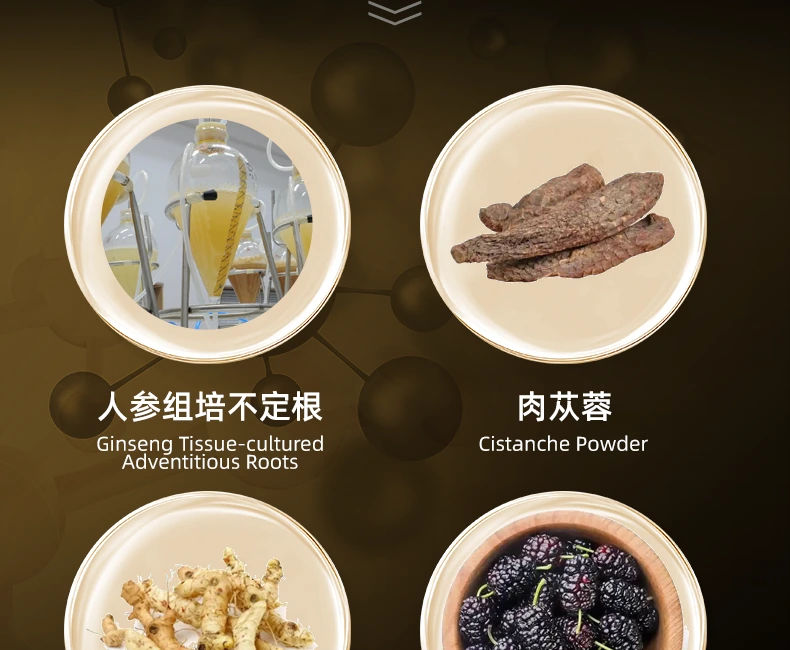 人参组培不定根
Ginseng Tissue-cultured
Adventitious Roots
肉苁蓉
Cistanche Powder